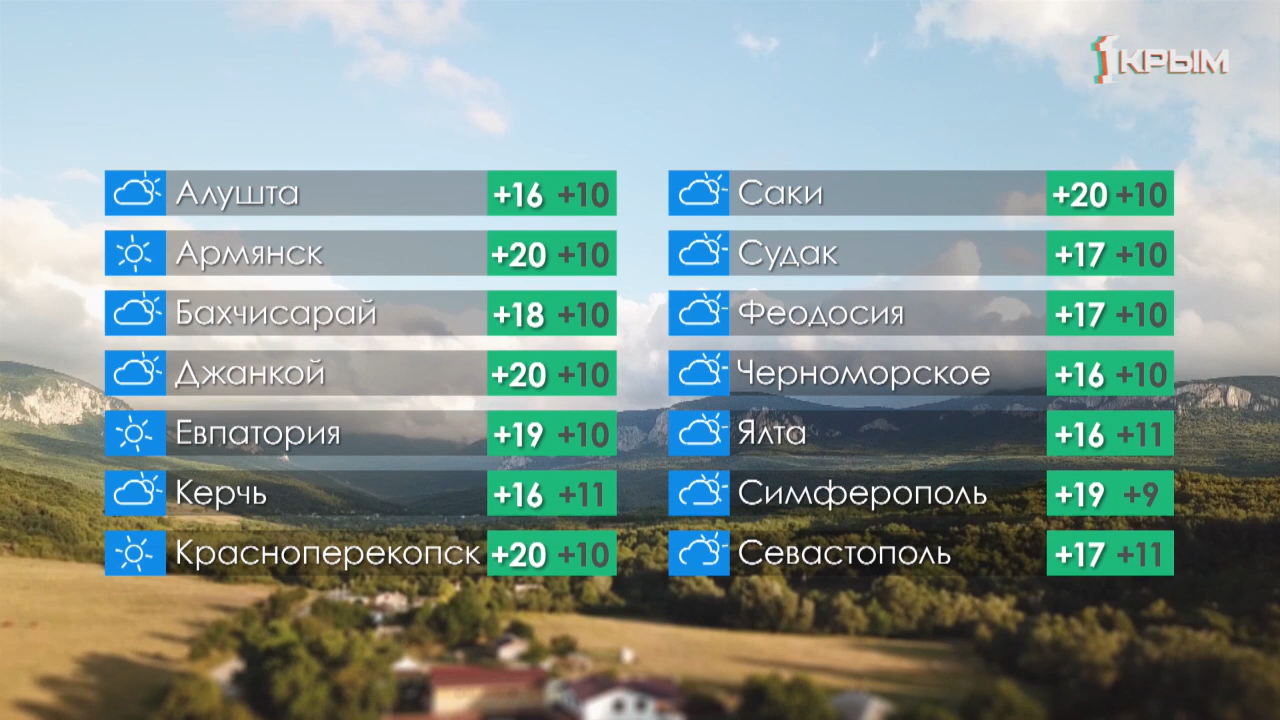 1КРЫМ
Алушта +16 +10
Армянск +20 +10
Бахчисарай +18 +10
Джанкой +20 +10
Евпатория +19 +10
Керчь +16 +11
Красноперекопск +20 +10
Саки +20 +10
Судак +17 +10
Феодосия +17 +10
Черноморское +16 +10
Ялта +16 +11
Симферополь +19 +9
Севастополь +17 +11